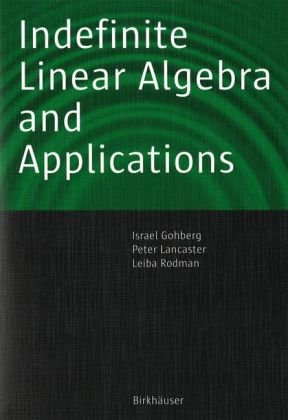 Indefinite
Linear Algebra
and
Applications
Israel Gohberg
Peter Lancaster
Leiba Rodman
Birkhäuser